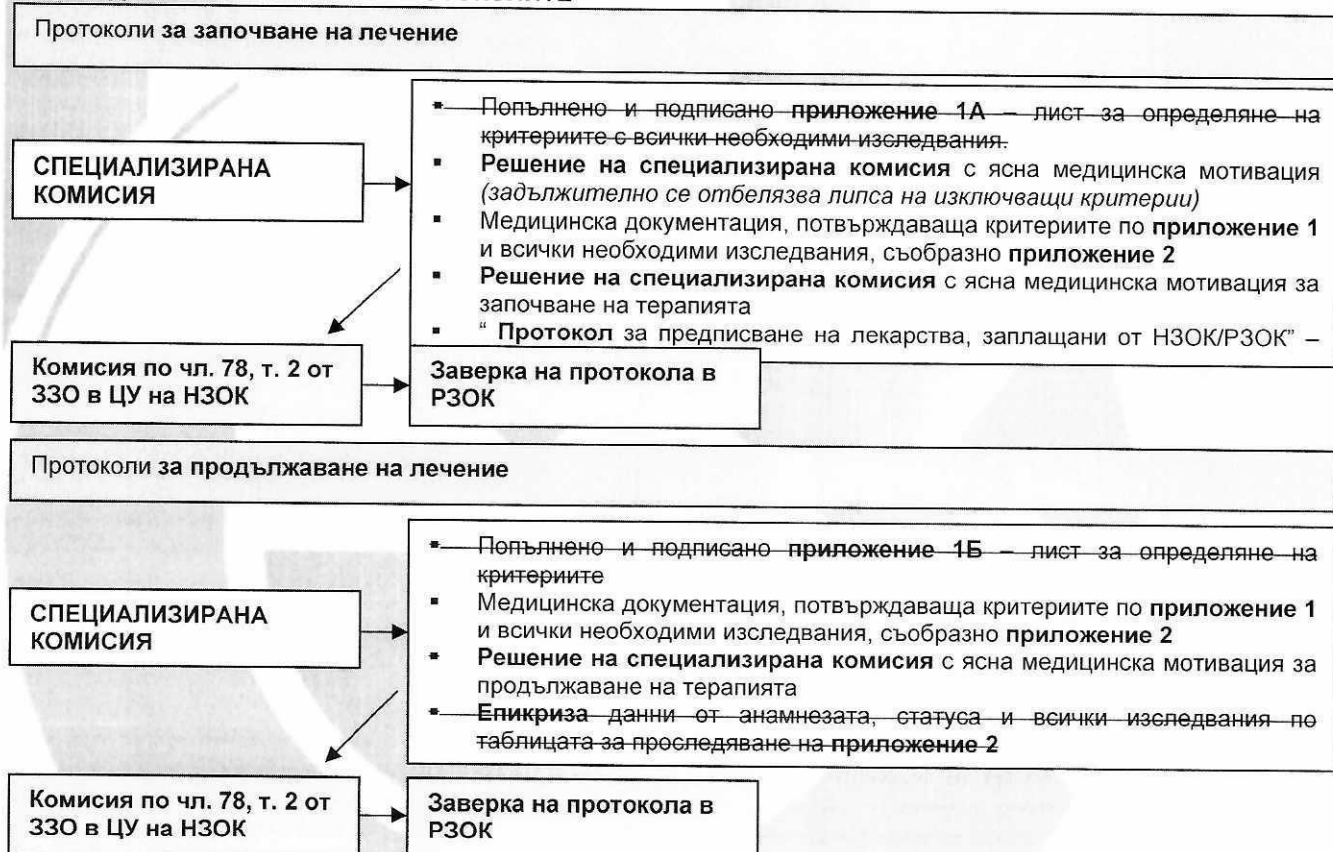 Протоколи за започване на лечение
СПЕЦИАЛИЗИРАНА
КОМИСИЯ
▪ Попълнено и подписано приложение 1А – лист за определяне на
критериите с всички необходими изследвания.
▪ Решение на специализирана комисия с ясна медицинска мотивация
(задължително се отбелязва липса на изключващи критерии)
▪ Медицинска документация, потвърждаваща критериите по приложение 1
и всички необходими изследвания, съобразно приложение 2
▪ Решение на специализирана комисия с ясна медицинска мотивация за
започване на терапията
▪ “ Протокол за предписване на лекарства, заплащани от НЗОК/РЗОК” –
Комисия по чл. 78, т. 2 от
ЗЗО в ЦУ на НЗОК
Заверка на протокола в
РЗОК
Протоколи за продължаване на лечение
СПЕЦИАЛИЗИРАНА
КОМИСИЯ
▪ Попълнено и подписано приложение 1Б – лист за определяне на
критериите
▪ Медицинска документация, потвърждаваща критериите по приложение 1
и всички необходими изследвания, съобразно приложение 2
▪ Решение на специализирана комисия с ясна медицинска мотивация за
продължаване на терапията
▪ Епикриза данни от анамнезата, статуса и всички изследвания по
таблицата за проследяване на приложение 2
Комисия по чл. 78, т. 2 от
ЗЗО в ЦУ на НЗОК
Заверка на протокола в
РЗОК